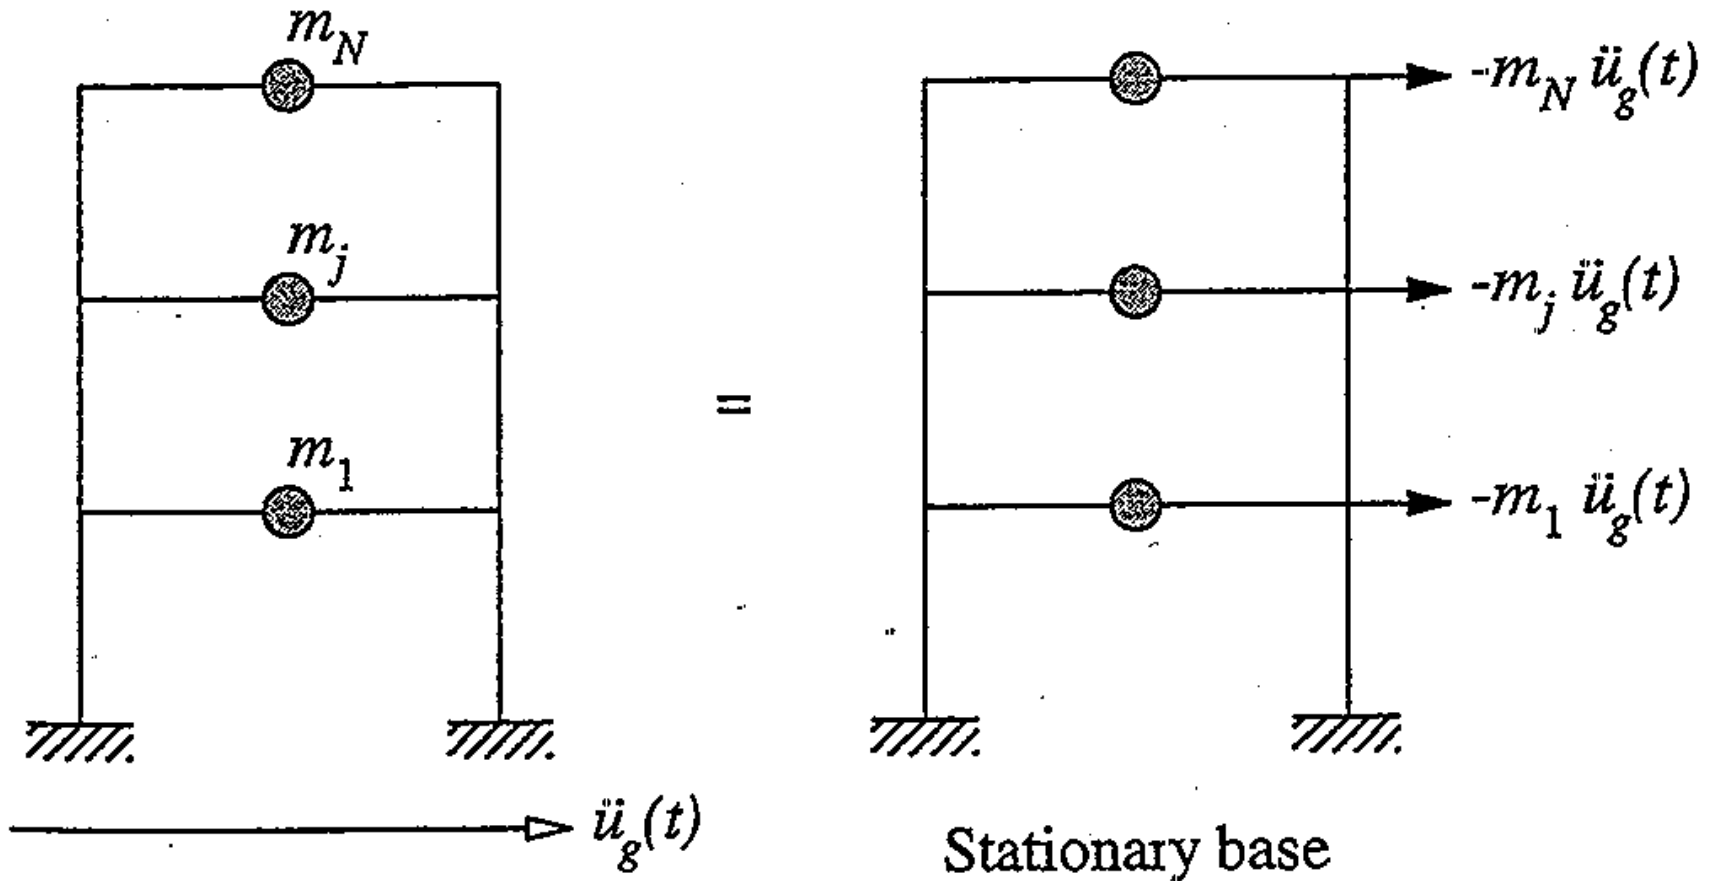 m_N
m_j
m_1
ü_g(t)
=
-m_N ü_g(t)
-m_j ü_g(t)
-m_1 ü_g(t)
Stationary base